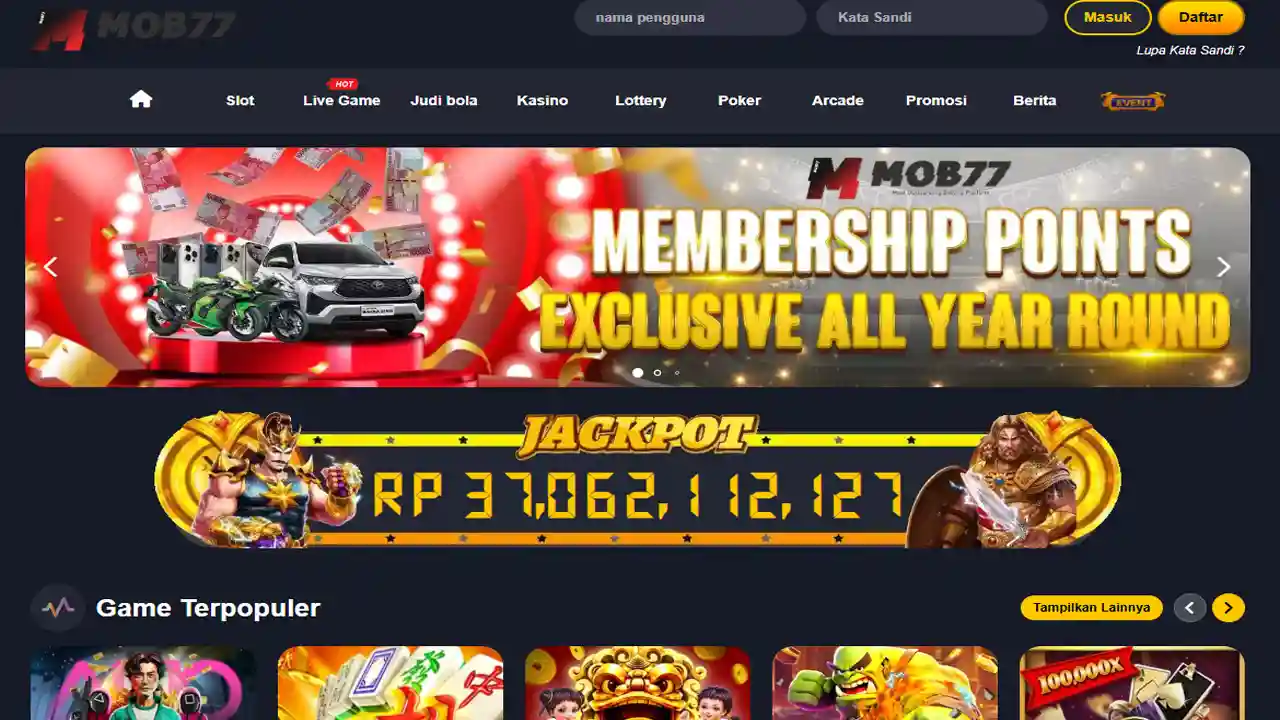 MOB77
nama pengguna
Kata Sandi
Masuk
Daftar
Lupa Kata Sandi ?
HOT
Slot
Live Game
Judi bola
Kasino
Lottery
Poker
Arcade
Promosi
Berita
EVENT
MOB77
MEMBERSHIP POINTS
EXCLUSIVE ALL YEAR ROUND
JACKPOT
RP 37,062,112,127
Game Terpopuler
Tampilkan Lainnya
100,000X